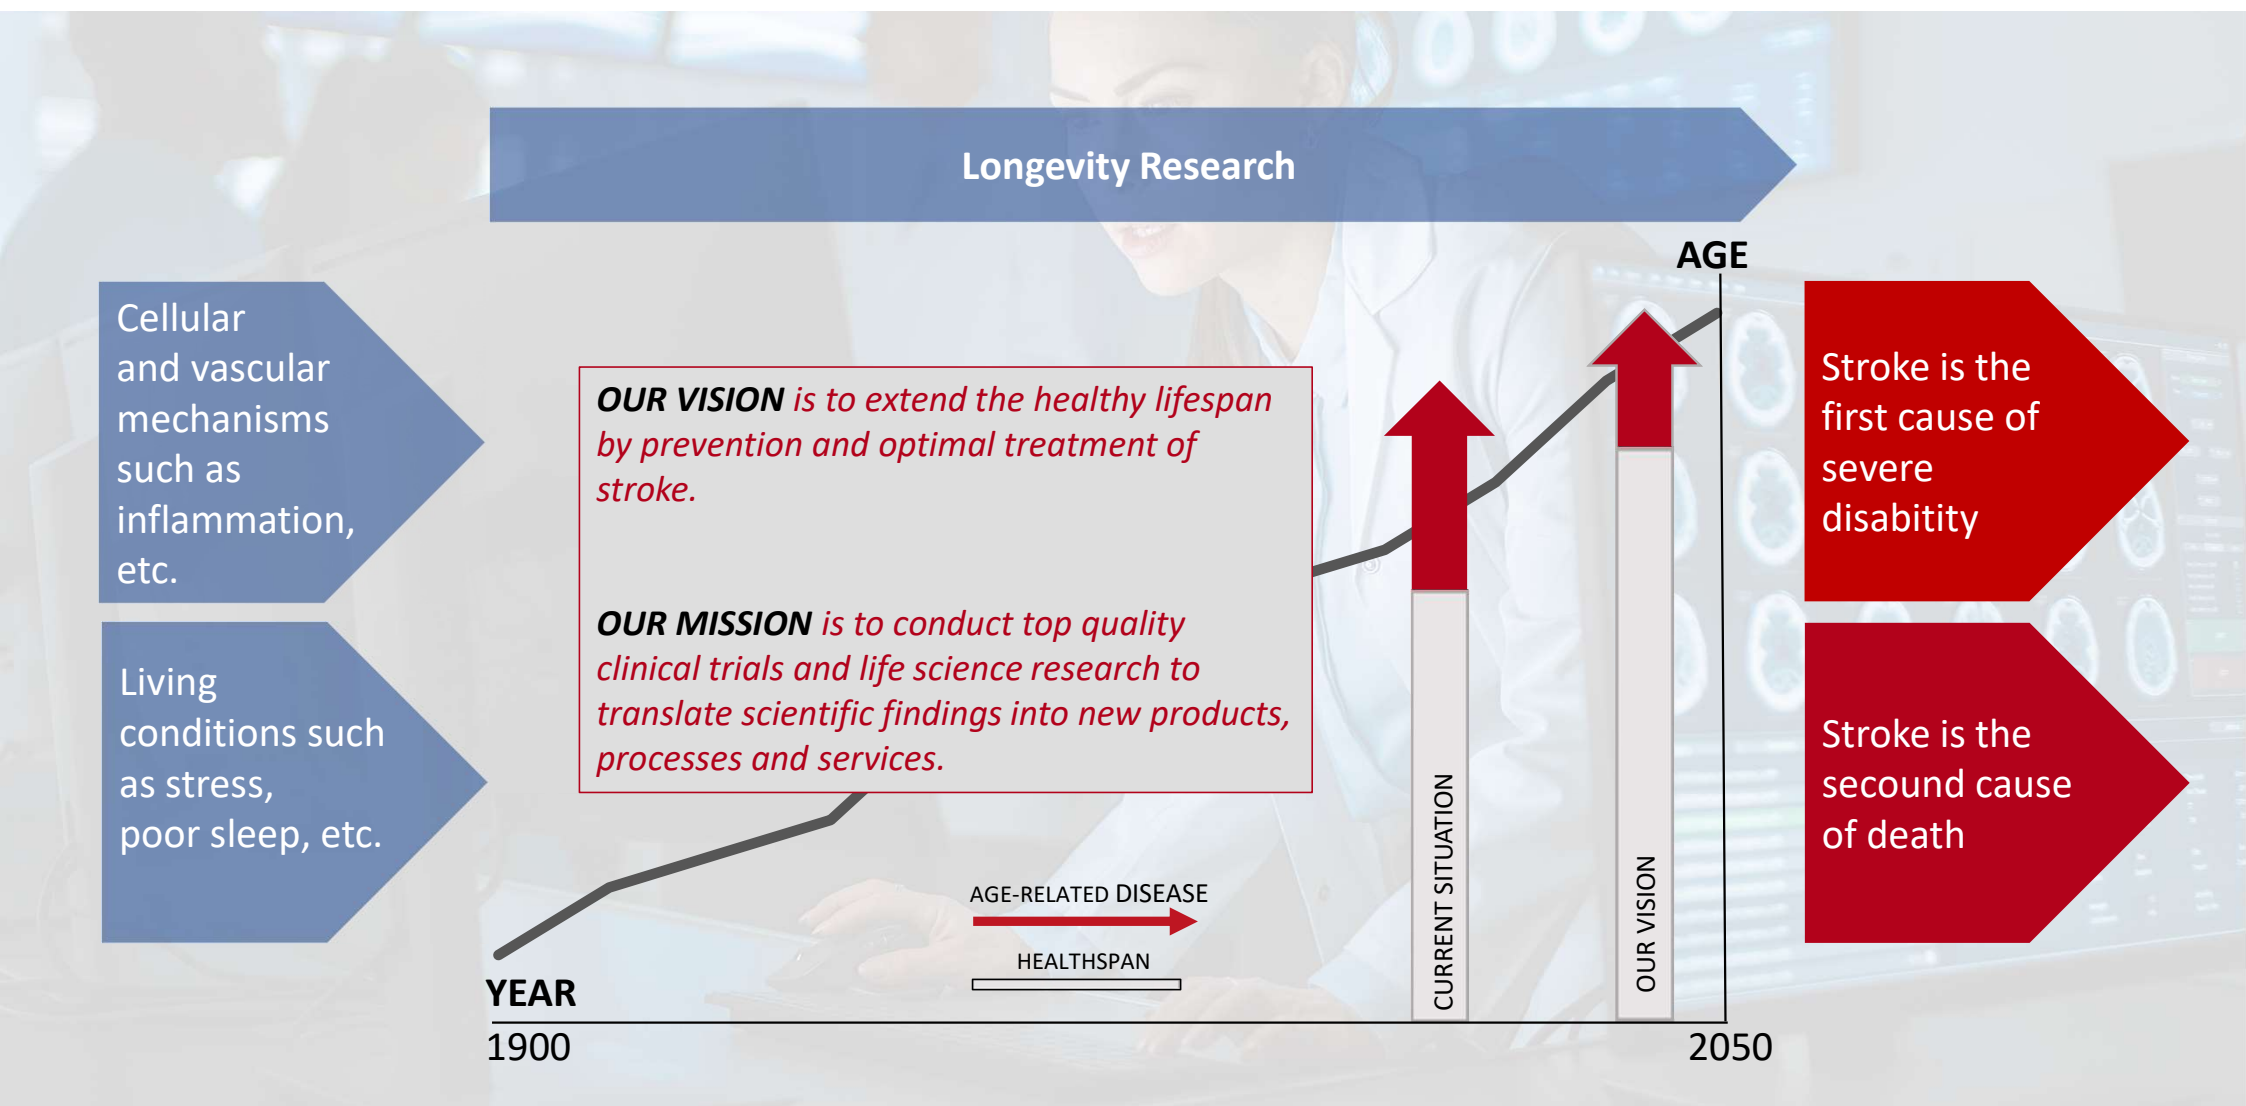 Longevity Research
AGE
Cellular
and vascular
mechanisms
such as
inflammation,
etc.
Living
conditions such
as stress,
poor sleep, etc.
OUR VISION is to extend the healthy lifespan
by prevention and optimal treatment of
stroke.
OUR MISSION is to conduct top quality
clinical trials and life science research to
translate scientific findings into new products,
processes and services.
AGE-RELATED DISEASE
HEALTHSPAN
CURRENT SITUATION
OUR VISION
YEAR
1900
2050
Stroke is the
first cause of
severe
disabitity
Stroke is the
secound cause
of death